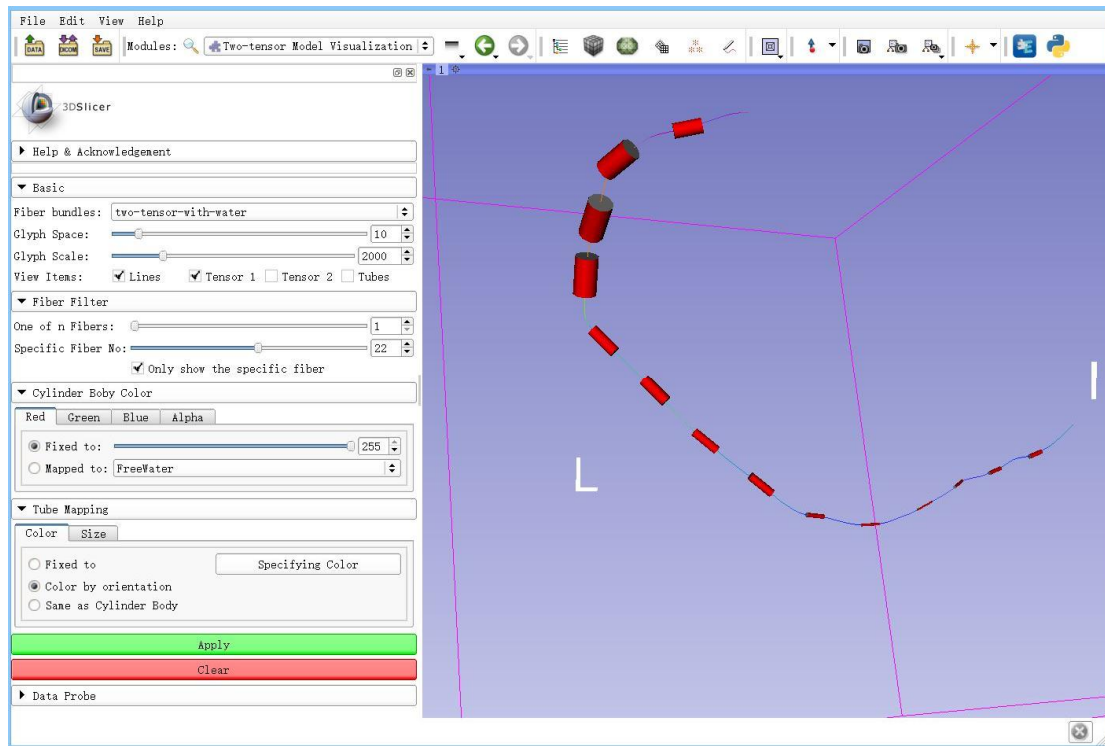 File Edit View Help
DATA DICOM SAVE Modules: Two-tensor Model Visualization
1
3DSlicer
Help & Acknowledgement
Basic
Fiber bundles: two-tensor-with-water
Glyph Space: 10
Glyph Scale: 2000
View Items: Lines Tensor 1 Tensor 2 Tubes
Fiber Filter
One of n Fibers: 1
Specific Fiber No: 22
Only show the specific fiber
Cylinder Boby Color
Red Green Blue Alpha
Fixed to: 255
Mapped to: FreeWater
Tube Mapping
Color Size
Fixed to Specifying Color
Color by orientation
Same as Cylinder Body
Apply
Clear
Data Probe
L